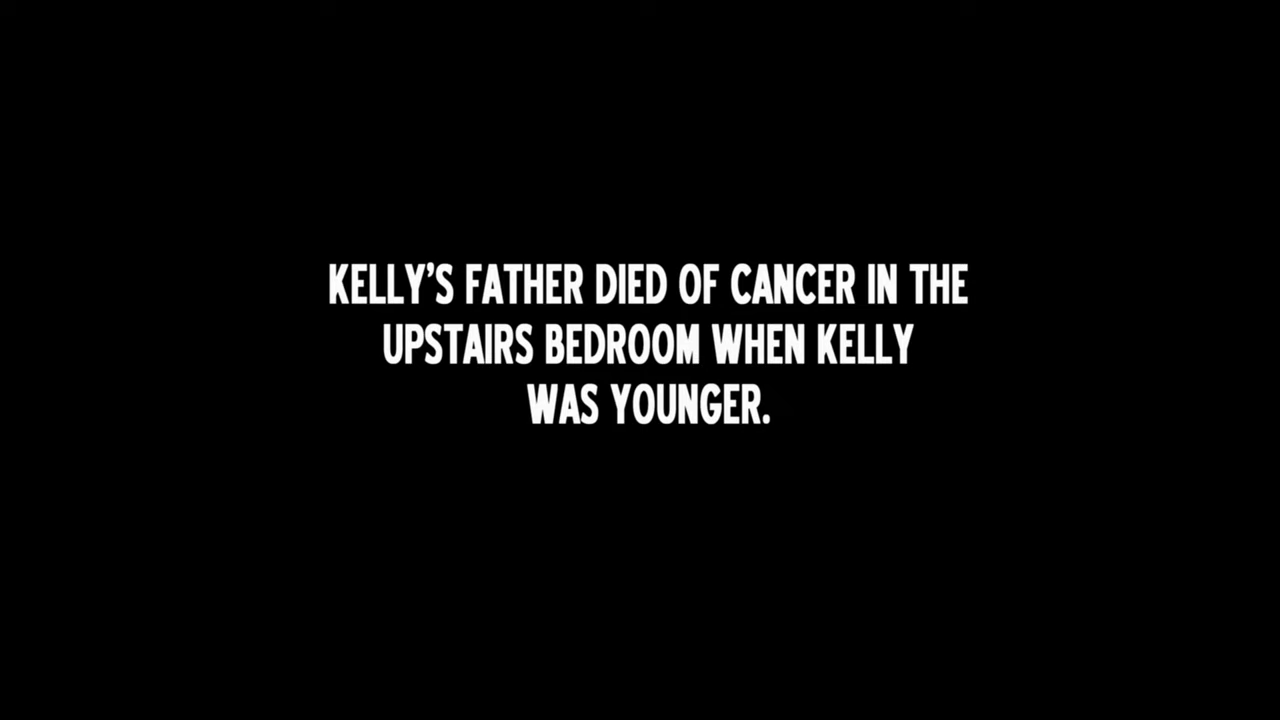 KELLY’S FATHER DIED OF CANCER IN THE
UPSTAIRS BEDROOM WHEN KELLY
WAS YOUNGER.